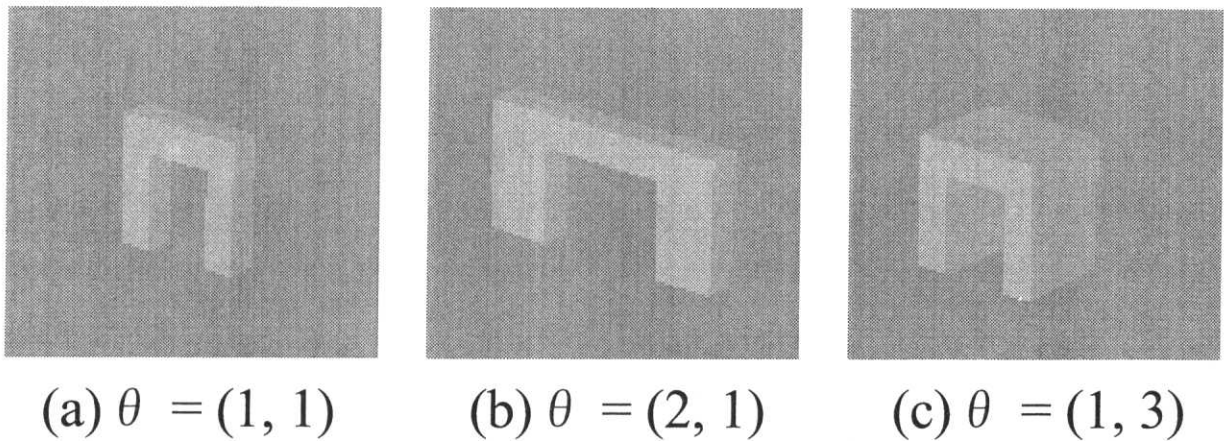 (a) θ = (1, 1)
(b) θ = (2, 1)
(c) θ = (1, 3)